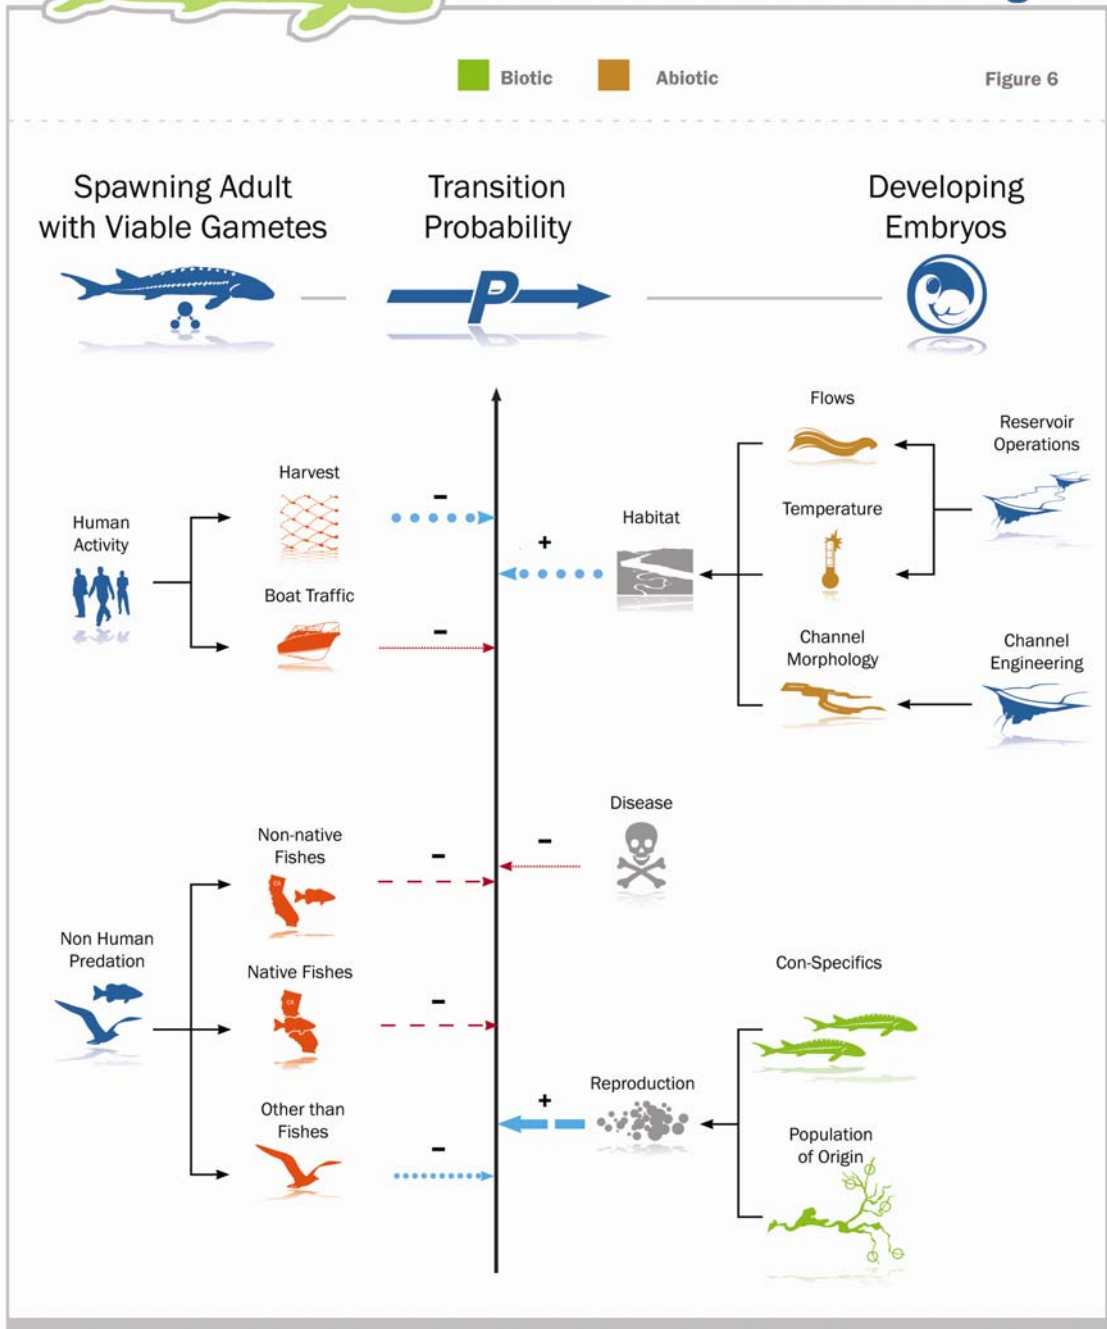 Biotic
Abiotic
Figure 6
Spawning Adult
with Viable Gametes
Transition
Probability
Developing
Embryos
P
Flows
Reservoir
Operations
Harvest
-
Temperature
Habitat
+
Human
Activity
Boat Traffic
-
Channel
Morphology
Channel
Engineering
Disease
-
Non-native
Fishes
CA
-
Non Human
Predation
Native Fishes
CA
-
Con-Specifics
Reproduction
+
Other than
Fishes
-
Population
of Origin